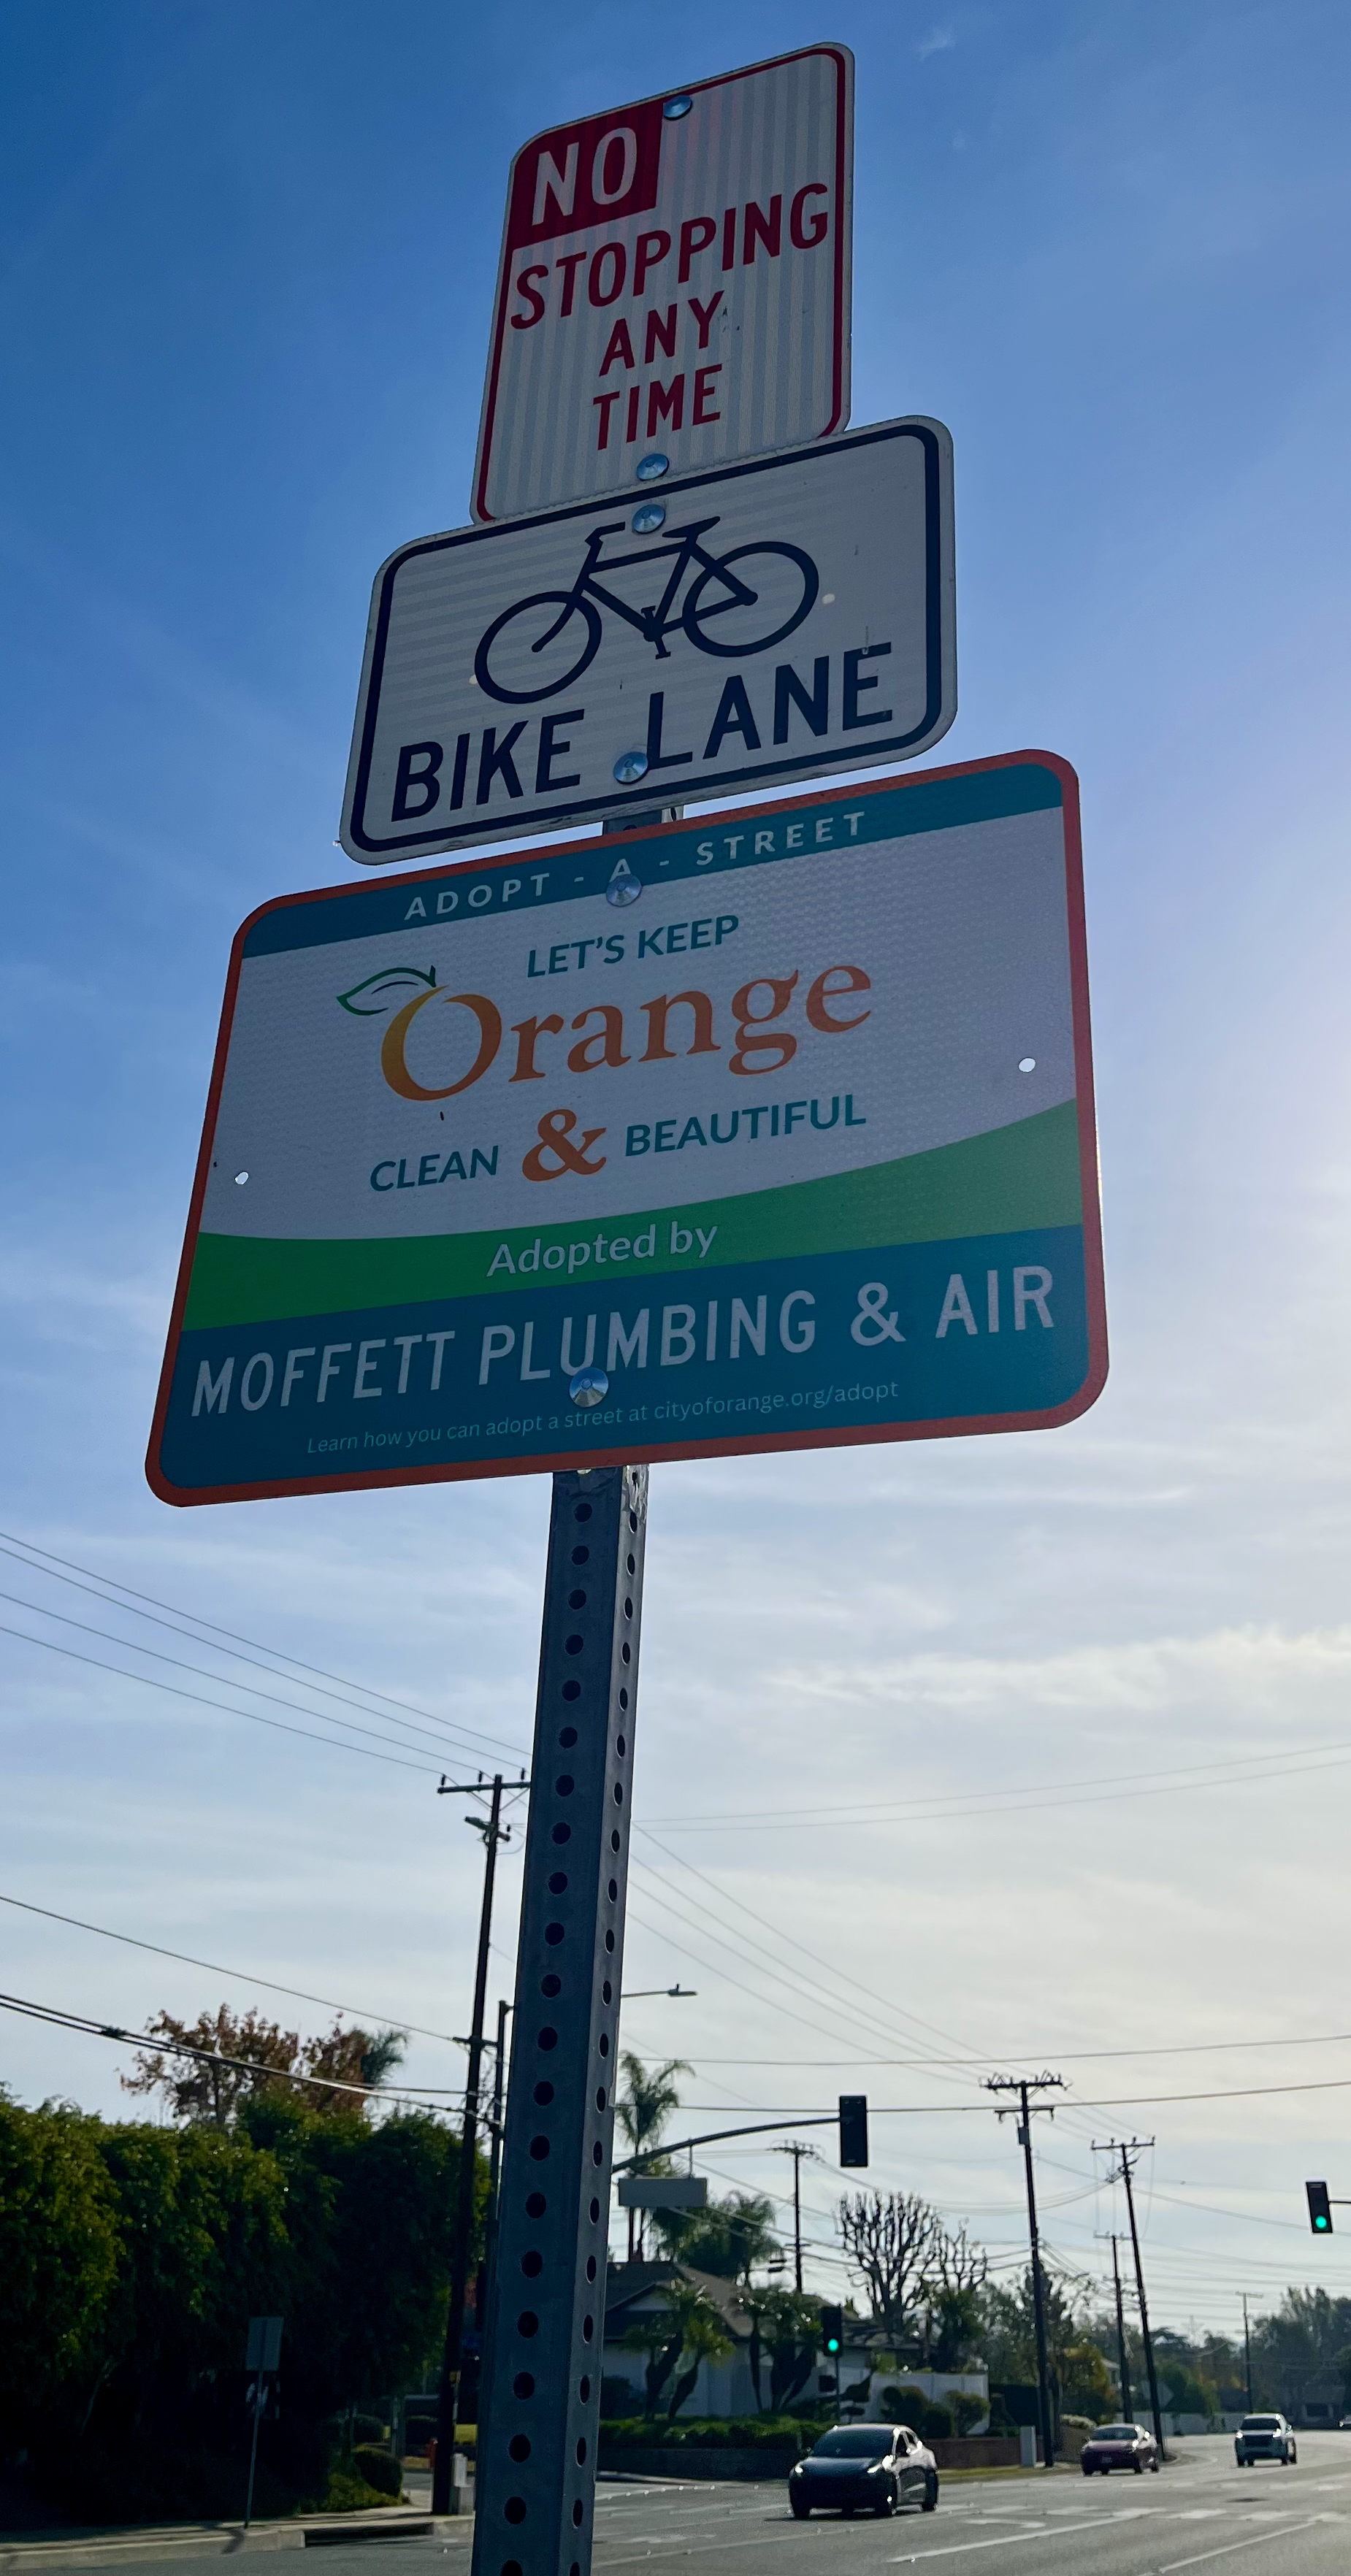 NO
STOPPING
ANY
TIME
BIKE LANE
ADOPT - A - STREET
LET'S KEEP
Orange
CLEAN & BEAUTIFUL
Adopted by
MOFFETT PLUMBING & AIR
Learn how you can adopt a street at cityoforange.org/adopt